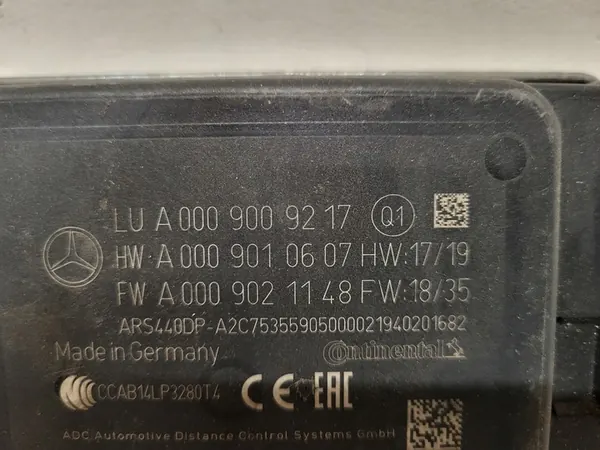 LU A 000 900 92 17 Q1
HW A 000 901 06 07 HW:17/19
FW A 000 902 11 48 FW:18/35
ARS440DP-A2C75355905000021940201682
Made in Germany Continental
CCC CCAB14LP3280T4 CE EAC
ADC Automotive Distance Control Systems GmbH